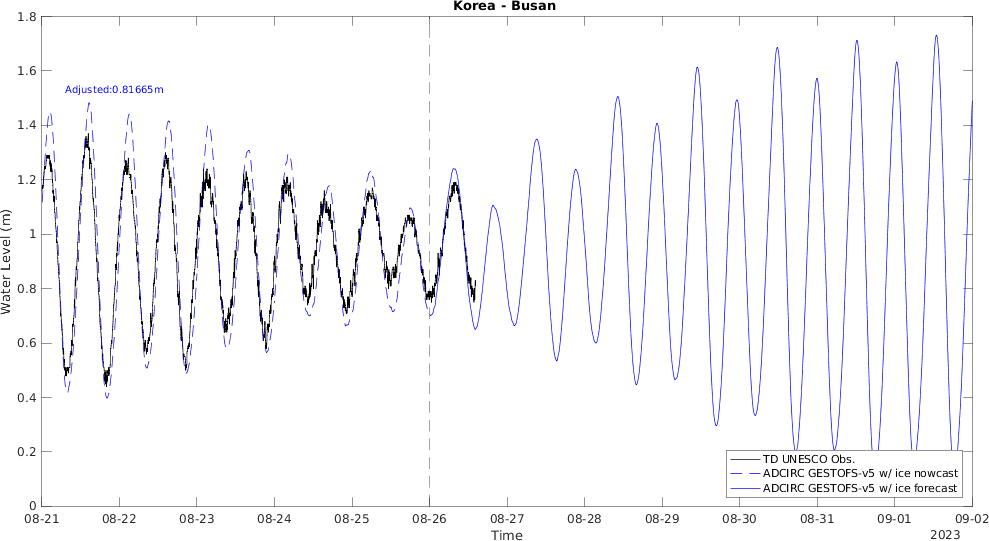 Korea - Busan
1.8
1.6
1.4
1.2
1
0.8
0.6
0.4
0.2
0
Water Level (m)
Adjusted:0.81665m
TD UNESCO Obs.
ADCIRC GESTOFS-v5 w/ ice nowcast
ADCIRC GESTOFS-v5 w/ ice forecast
08-21 08-22 08-23 08-24 08-25 08-26 08-27 08-28 08-29 08-30 08-31 09-01 09-02
Time
2023